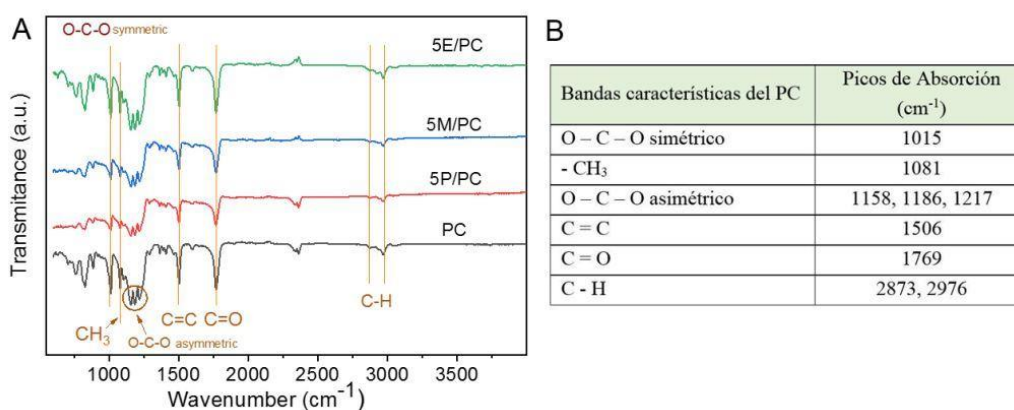 A
O-C-O symmetric
5E/PC
5M/PC
5P/PC
PC
CH₃
O-C-O asymmetric
C=C
C=O
C-H
Transmitance (a.u.)
1000 1500 2000 2500 3000 3500
Wavenumber (cm⁻¹)
B
Bandas características del PC | Picos de Absorción
(cm⁻¹)
O – C – O simétrico | 1015
- CH₃ | 1081
O – C – O asimétrico | 1158, 1186, 1217
C = C | 1506
C = O | 1769
C - H | 2873, 2976